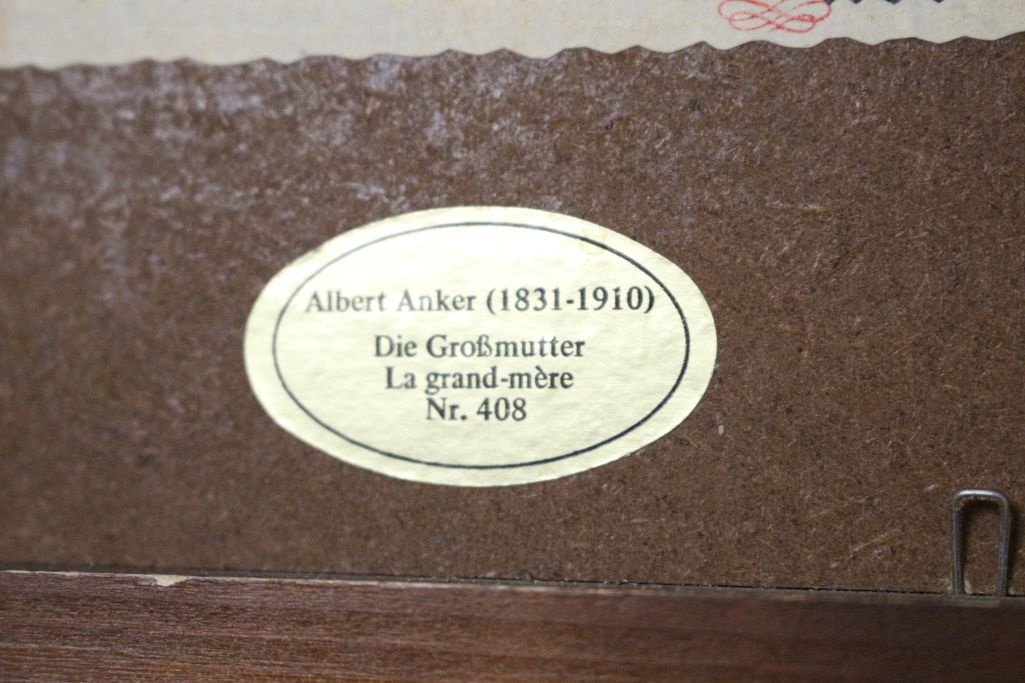 Albert Anker (1831-1910)
Die Großmutter
La grand-mère
Nr. 408